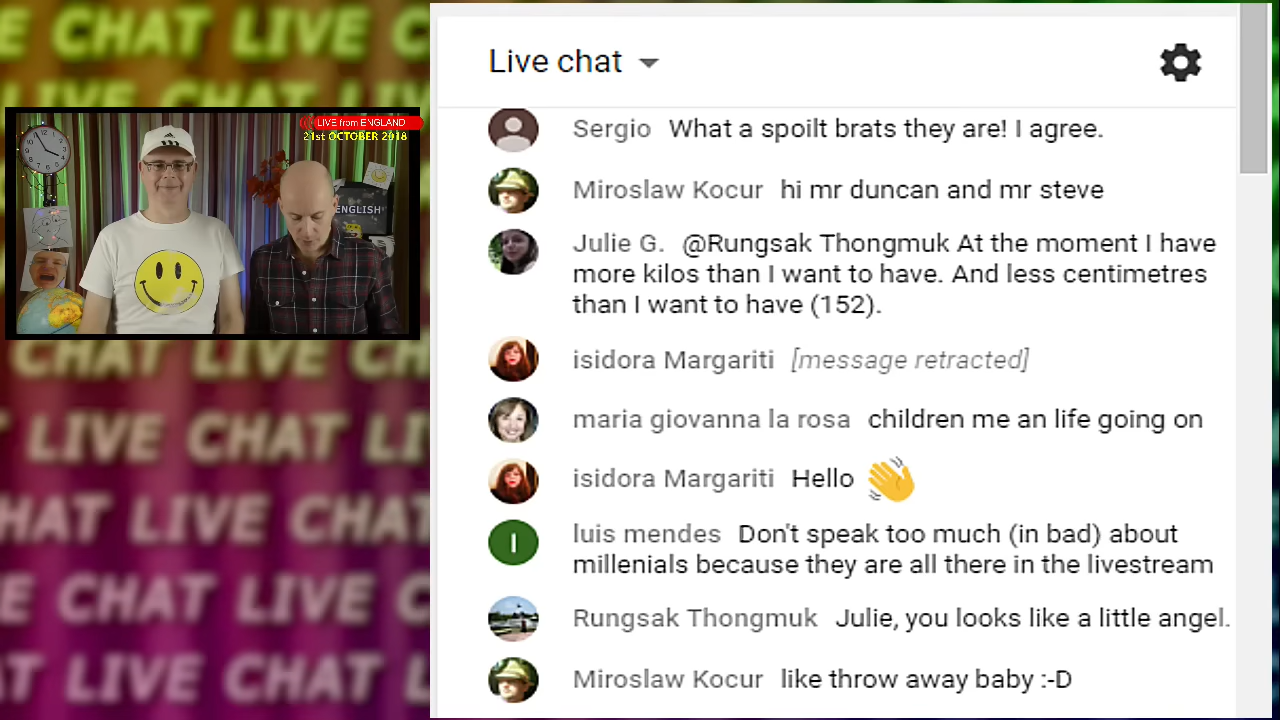 E CHAT LIVE CHAT LIVE C
LIVE from ENGLAND
21st OCTOBER 2018
ENGLISH
CHAT LIVE CHAT LI
T LIVE CHAT LI
HAT LIVE CHAT
E CHAT LIVE C
AT LIVE CHAT L
Live chat
Sergio What a spoilt brats they are! I agree.
Miroslaw Kocur hi mr duncan and mr steve
Julie G. @Rungsak Thongmuk At the moment I have
more kilos than I want to have. And less centimetres
than I want to have (152).
isidora Margariti [message retracted]
maria giovanna la rosa children me an life going on
isidora Margariti Hello 👋
I
luis mendes Don't speak too much (in bad) about
millenials because they are all there in the livestream
Rungsak Thongmuk Julie, you looks like a little angel.
Miroslaw Kocur like throw away baby :-D